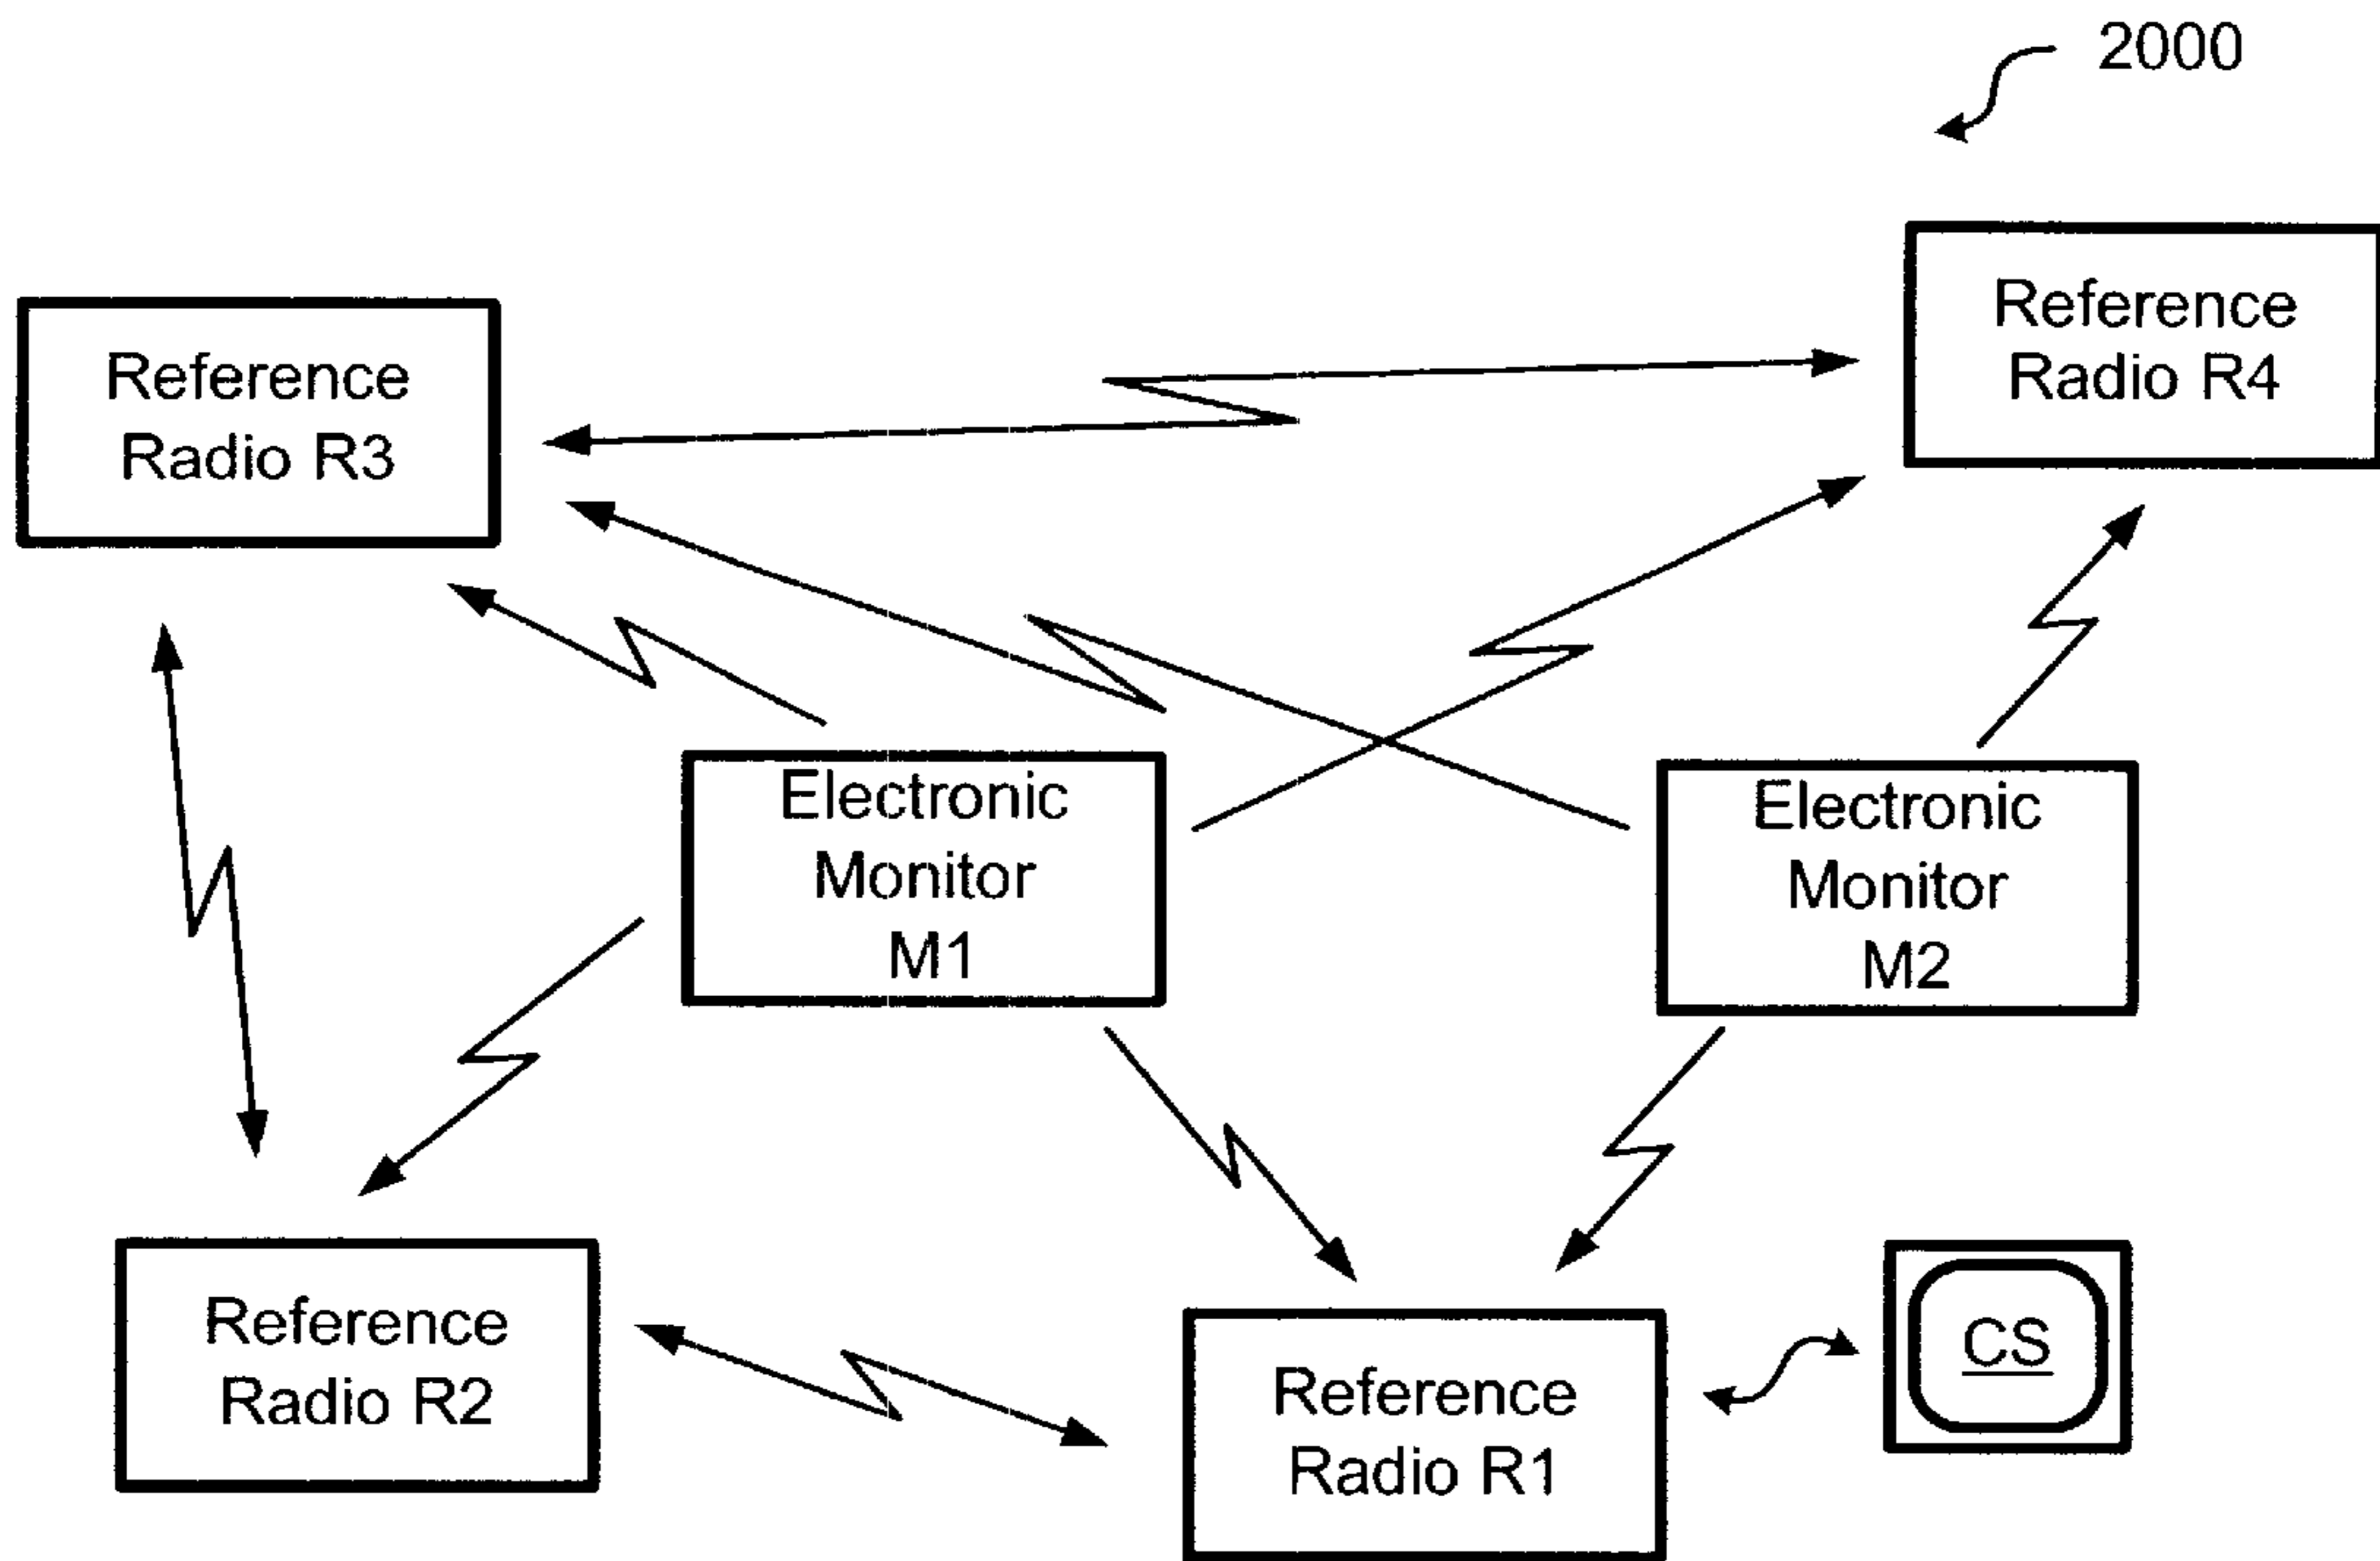 2000
Reference
Radio R4
Reference
Radio R3
Electronic
Monitor
M1
Electronic
Monitor
M2
Reference
Radio R2
Reference
Radio R1
CS